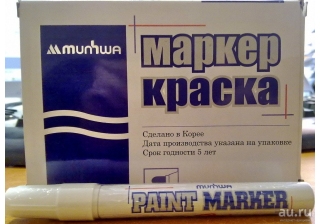 munhwa
маркер
краска
Сделано в Корее
Дата производства указана на упаковке
Срок годности 5 лет
munhwa
PAINT MARKER
au.ru